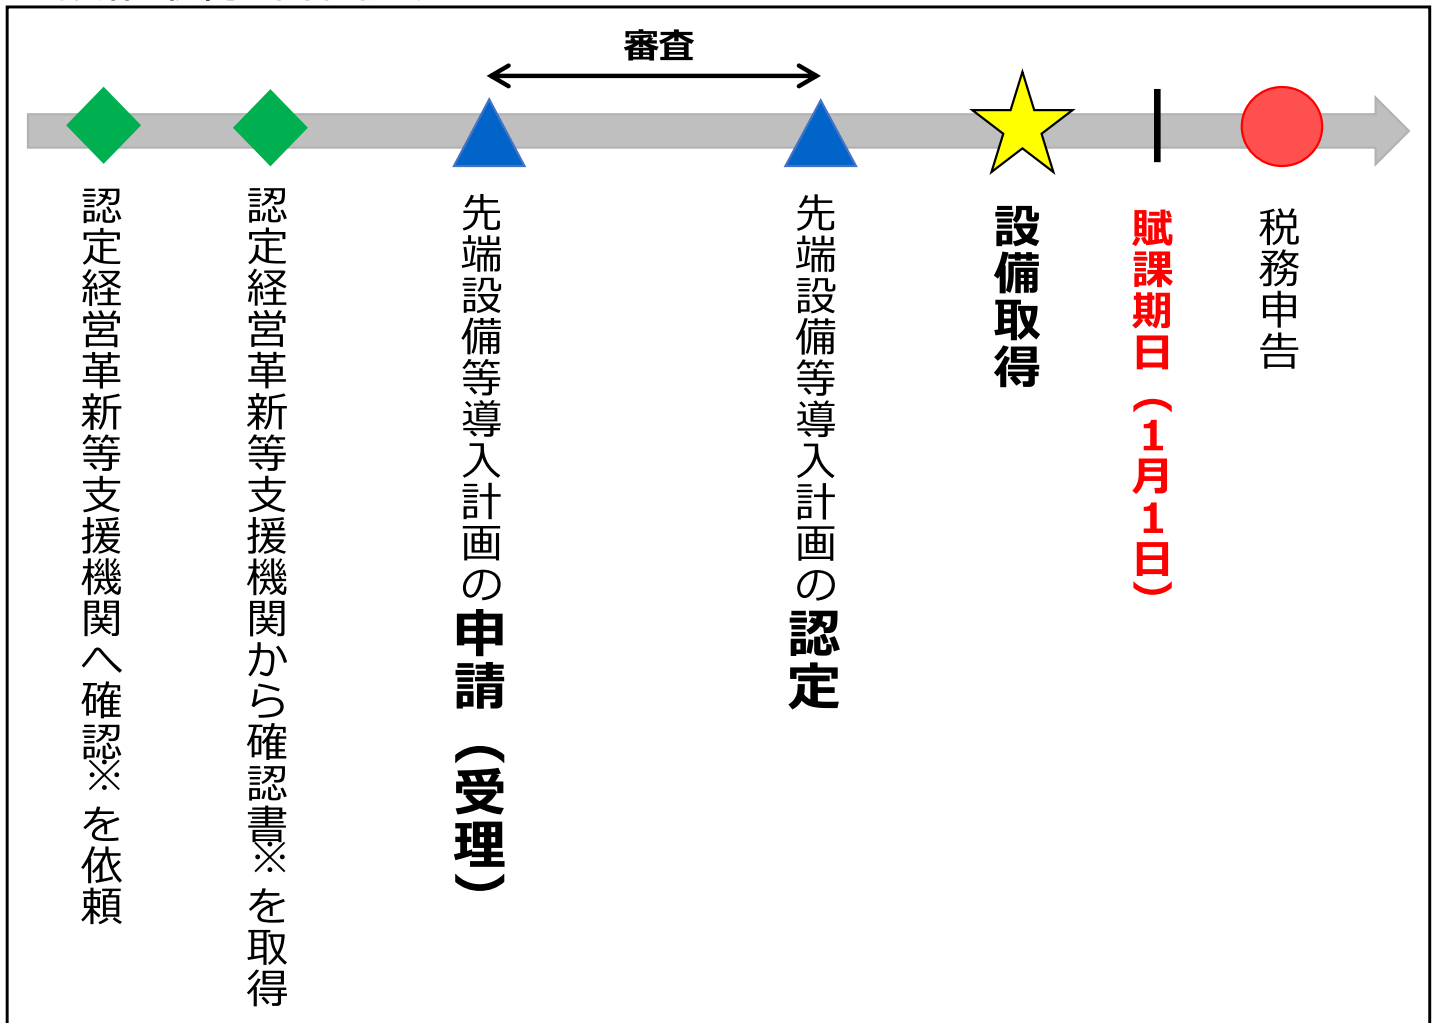 審査
認定経営革新等支援機関へ確認※を依頼
認定経営革新等支援機関から確認書※を取得
先端設備等導入計画の申請（受理）
先端設備等導入計画の認定
設備取得
賦課期日（1月1日）
税務申告